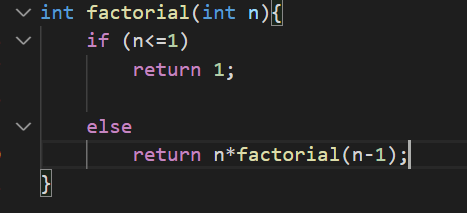 int factorial(int n){
    if (n<=1)
        return 1;

    else
        return n*factorial(n-1);
}